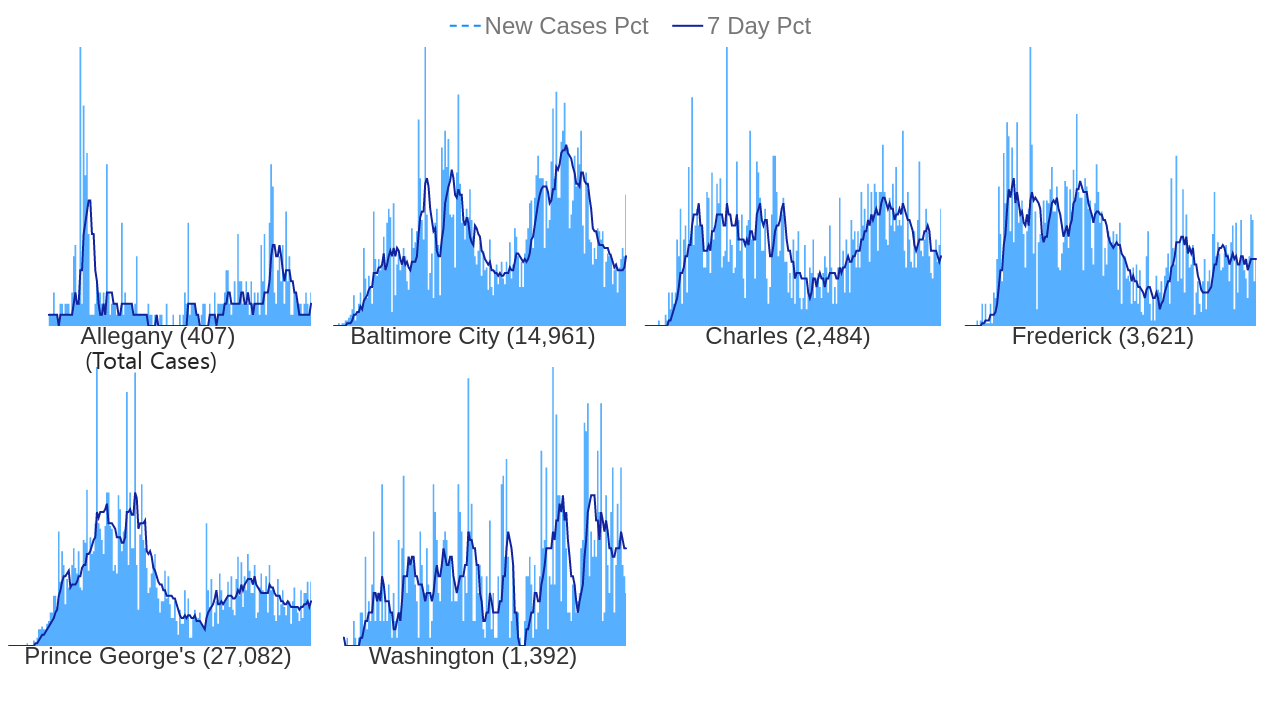 New Cases Pct 7 Day Pct
Allegany (407) Baltimore City (14,961) Charles (2,484) Frederick (3,621)
(Total Cases)
Prince George's (27,082) Washington (1,392)